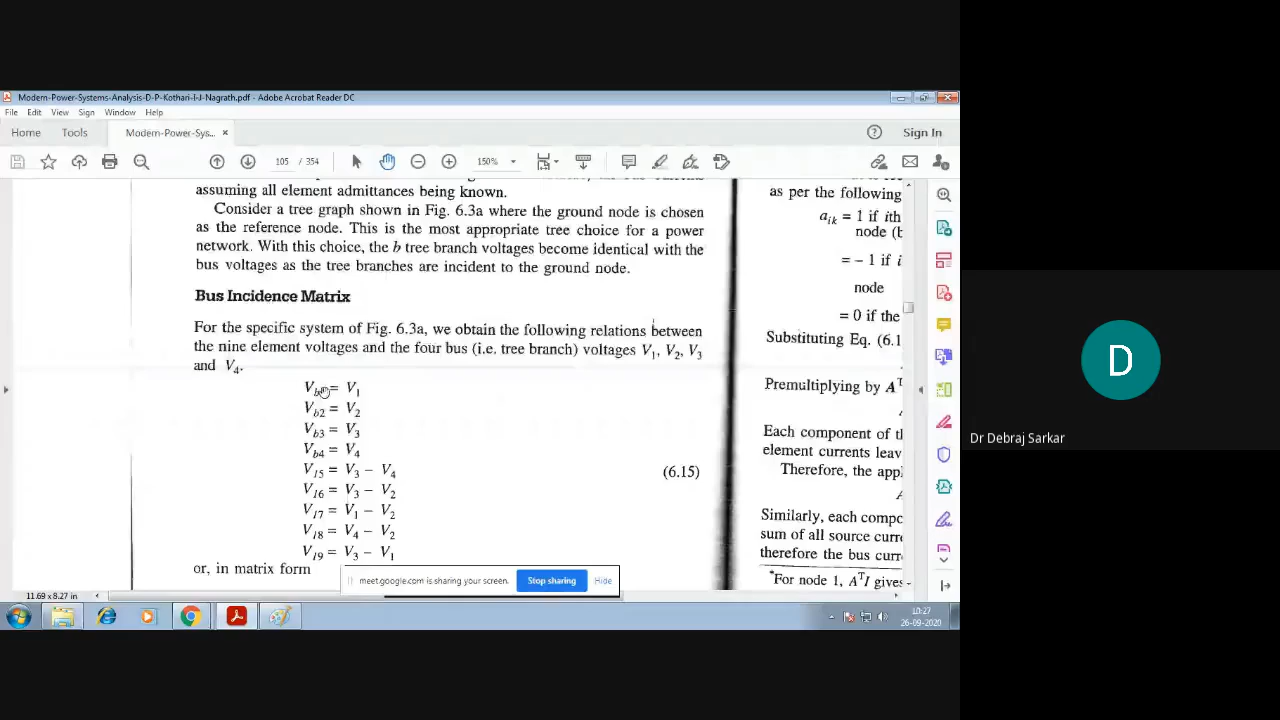 Modern-Power-Systems-Analysis-D-P-Kothari-I-J-Nagrath.pdf - Adobe Acrobat Reader DC
File Edit View Sign Window Help
Home Tools Modern-Power-Sys... × Sign In
105 / 354 150%
assuming all element admittances being known.
Consider a tree graph shown in Fig. 6.3a where the ground node is chosen
as the reference node. This is the most appropriate tree choice for a power
network. With this choice, the b tree branch voltages become identical with the
bus voltages as the tree branches are incident to the ground node.
Bus Incidence Matrix
For the specific system of Fig. 6.3a, we obtain the following relations between
the nine element voltages and the four bus (i.e. tree branch) voltages V1, V2, V3
and V4.
= V1
Vb2 = V2
Vb3 = V3
Vb4 = V4
Vl5 = V3 - V4
Vl6 = V3 - V2
Vl7 = V1 - V2
Vl8 = V4 - V2
Vl9 = V3 - V1
(6.15)
or, in matrix form
as per the following
aik = 1 if ith
node (b
= - 1 if i
node
= 0 if the
Substituting Eq. (6.1
Premultiplying by AT
Each component of th
element currents leav
Therefore, the appl
A
Similarly, each compo
sum of all source curr
therefore the bus curr
*For node 1, ATI gives
meet.google.com is sharing your screen. Stop sharing Hide
11.69 x 8.27 in
10:27
26-09-2020
D
Dr Debraj Sarkar